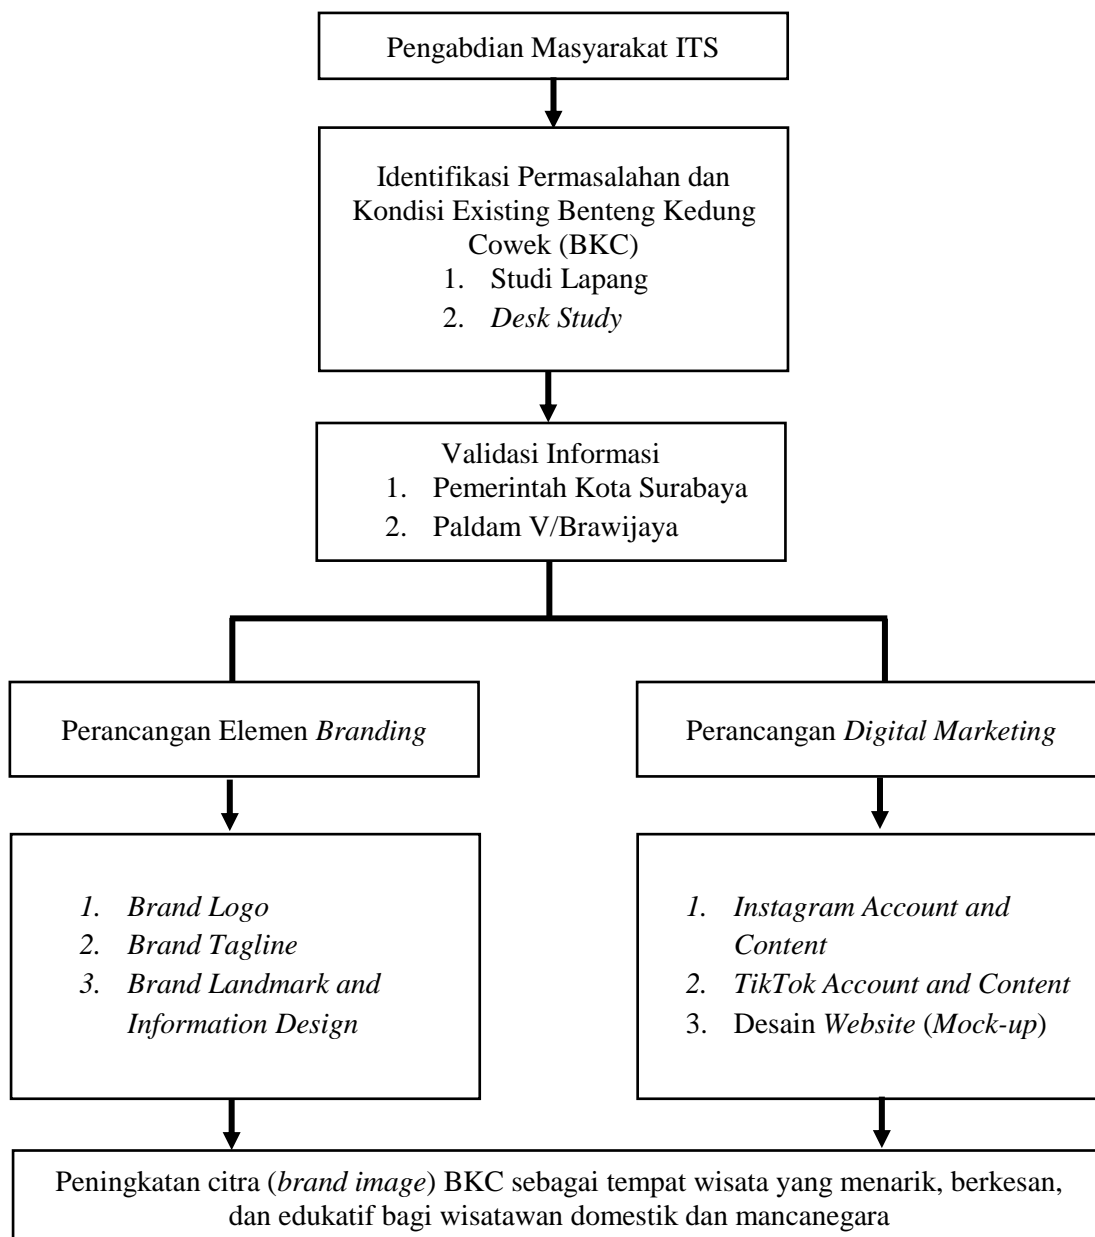 Pengabdian Masyarakat ITS
Identifikasi Permasalahan dan
Kondisi Existing Benteng Kedung
Cowek (BKC)
1. Studi Lapang
2. Desk Study
Validasi Informasi
1. Pemerintah Kota Surabaya
2. Paldam V/Brawijaya
Perancangan Elemen Branding
1. Brand Logo
2. Brand Tagline
3. Brand Landmark and
Information Design
Perancangan Digital Marketing
1. Instagram Account and
Content
2. TikTok Account and Content
3. Desain Website (Mock-up)
Peningkatan citra (brand image) BKC sebagai tempat wisata yang menarik, berkesan,
dan edukatif bagi wisatawan domestik dan mancanegara